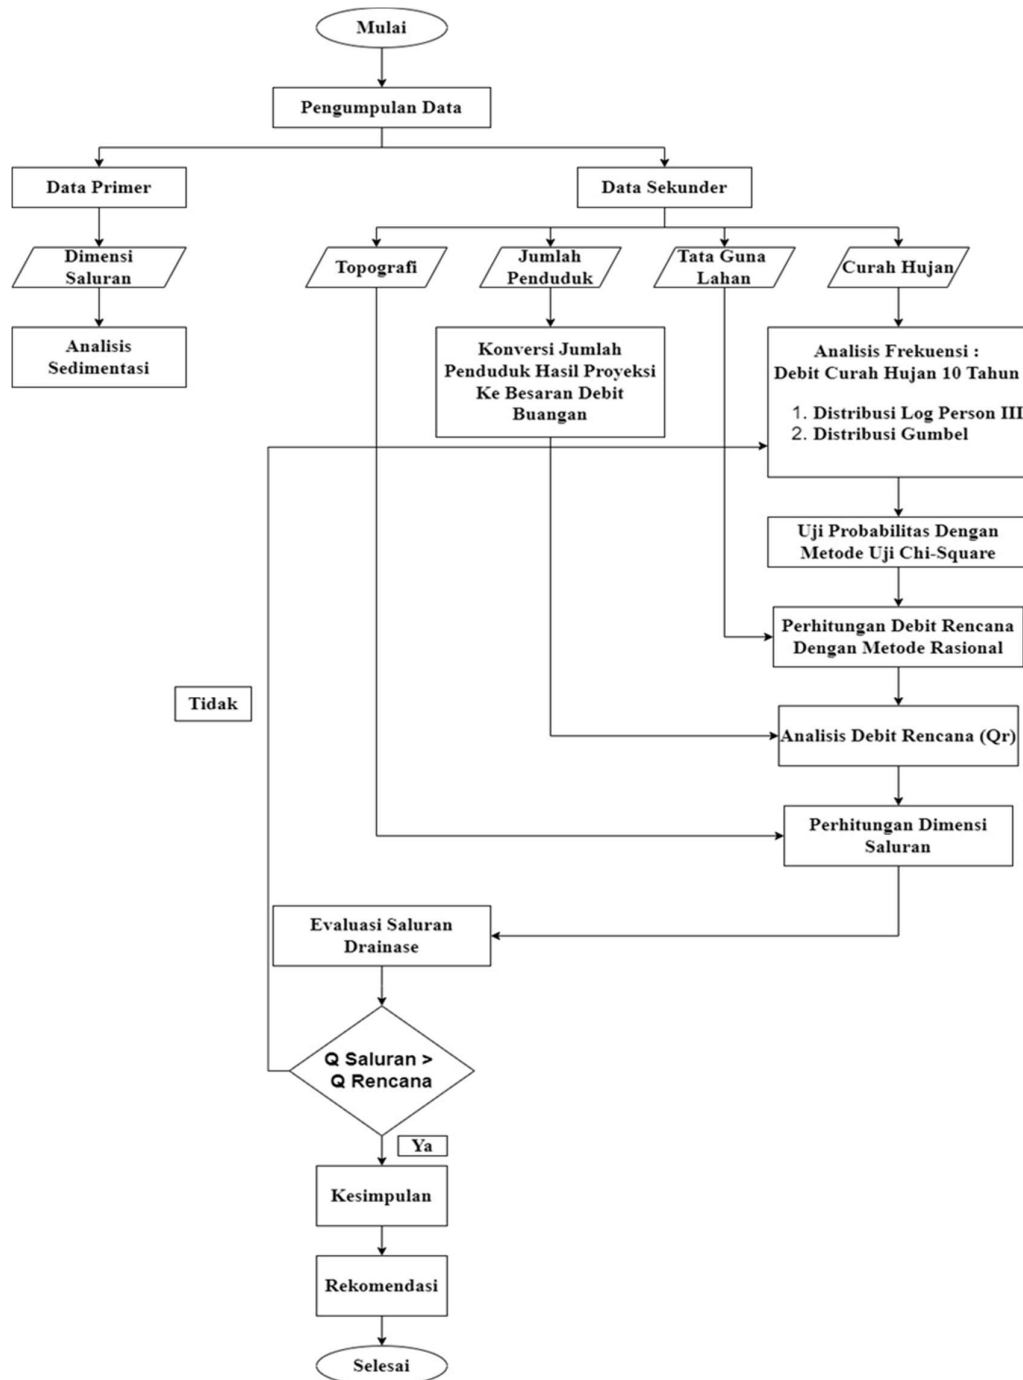 Mulai
Pengumpulan Data
Data Primer
Data Sekunder
Dimensi
Saluran
Topografi
Jumlah
Penduduk
Tata Guna
Lahan
Curah Hujan
Analisis
Sedimentasi
Konversi Jumlah
Penduduk Hasil Proyeksi
Ke Besaran Debit
Buangan
Analisis Frekuensi :
Debit Curah Hujan 10 Tahun
1. Distribusi Log Person III
2. Distribusi Gumbel
Uji Probabilitas Dengan
Metode Uji Chi-Square
Perhitungan Debit Rencana
Dengan Metode Rasional
Tidak
Analisis Debit Rencana (Qr)
Perhitungan Dimensi
Saluran
Evaluasi Saluran
Drainase
Q Saluran >
Q Rencana
Ya
Kesimpulan
Rekomendasi
Selesai